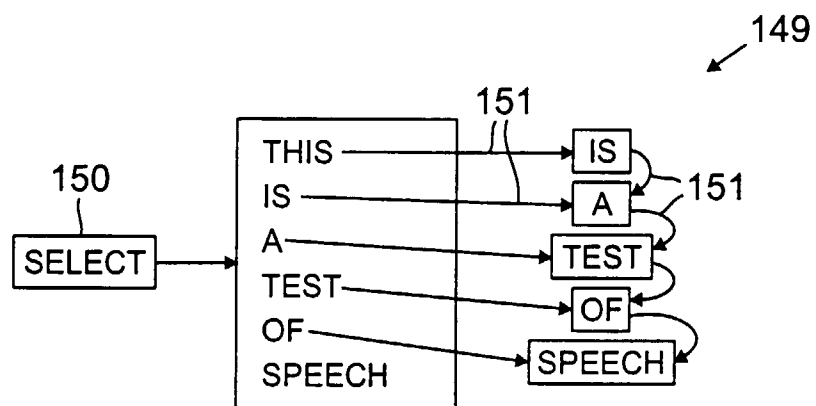 149
151
THIS
IS
IS
A
151
150
SELECT
A
TEST
TEST
OF
OF
SPEECH
SPEECH